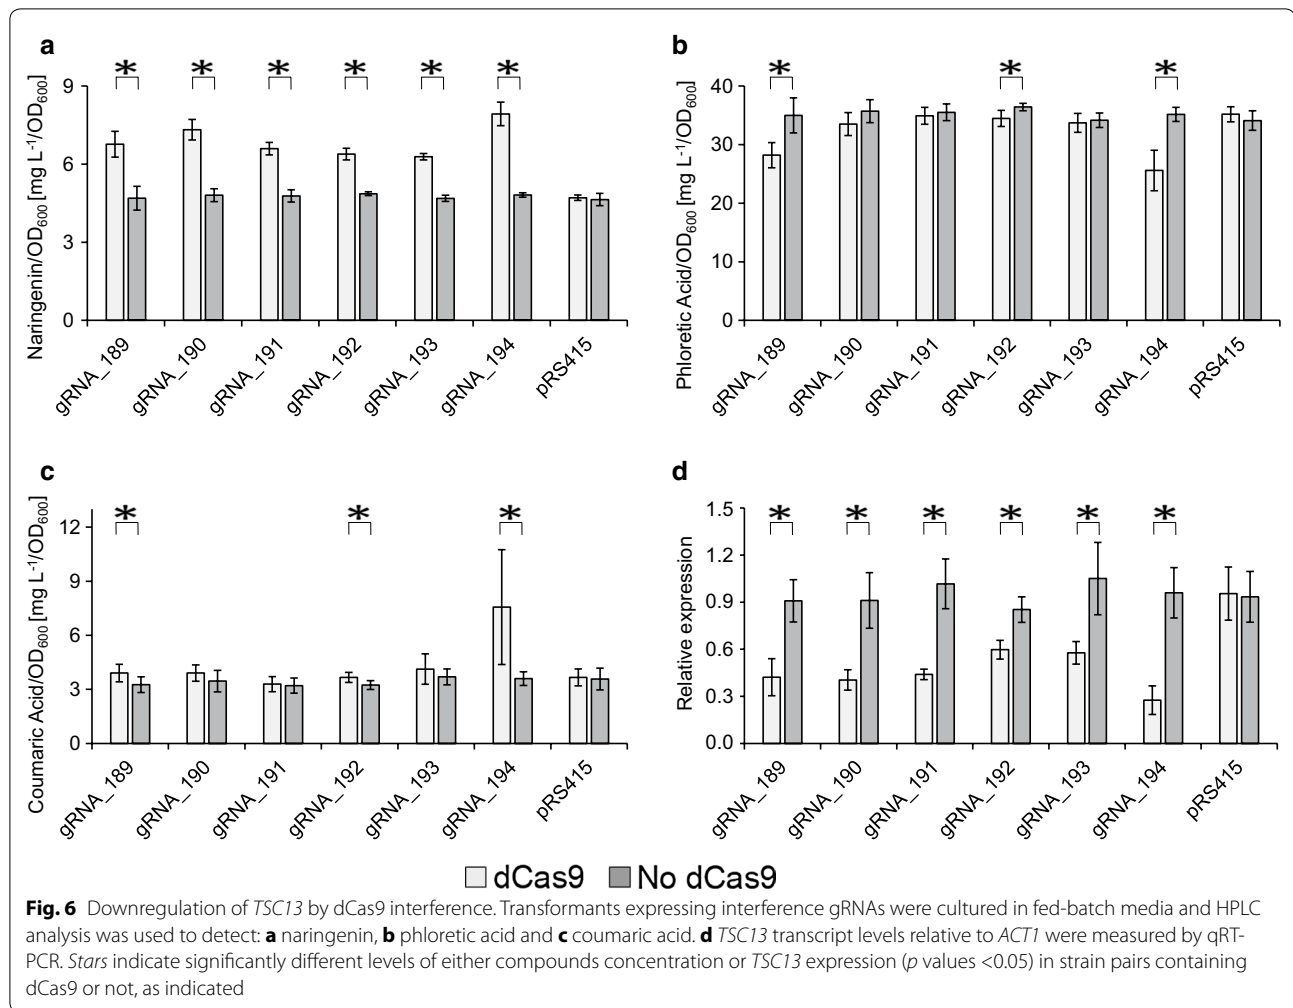 a
* * * * * *
Naringenin/OD600 [mg L-1/OD600]
9
6
3
0
gRNA_189
gRNA_190
gRNA_191
gRNA_192
gRNA_193
gRNA_194
pRS415
b
* * *
Phloretic Acid/OD600 [mg L-1/OD600]
40
30
20
10
0
gRNA_189
gRNA_190
gRNA_191
gRNA_192
gRNA_193
gRNA_194
pRS415
c
* * *
Coumaric Acid/OD600 [mg L-1/OD600]
12
9
6
3
0
gRNA_189
gRNA_190
gRNA_191
gRNA_192
gRNA_193
gRNA_194
pRS415
d
* * * * * *
Relative expression
1.5
1.2
0.9
0.6
0.3
0.0
gRNA_189
gRNA_190
gRNA_191
gRNA_192
gRNA_193
gRNA_194
pRS415
dCas9 No dCas9
Fig. 6 Downregulation of TSC13 by dCas9 interference. Transformants expressing interference gRNAs were cultured in fed-batch media and HPLC
analysis was used to detect: a naringenin, b phloretic acid and c coumaric acid. d TSC13 transcript levels relative to ACT1 were measured by qRT-
PCR. Stars indicate significantly different levels of either compounds concentration or TSC13 expression (p values <0.05) in strain pairs containing
dCas9 or not, as indicated